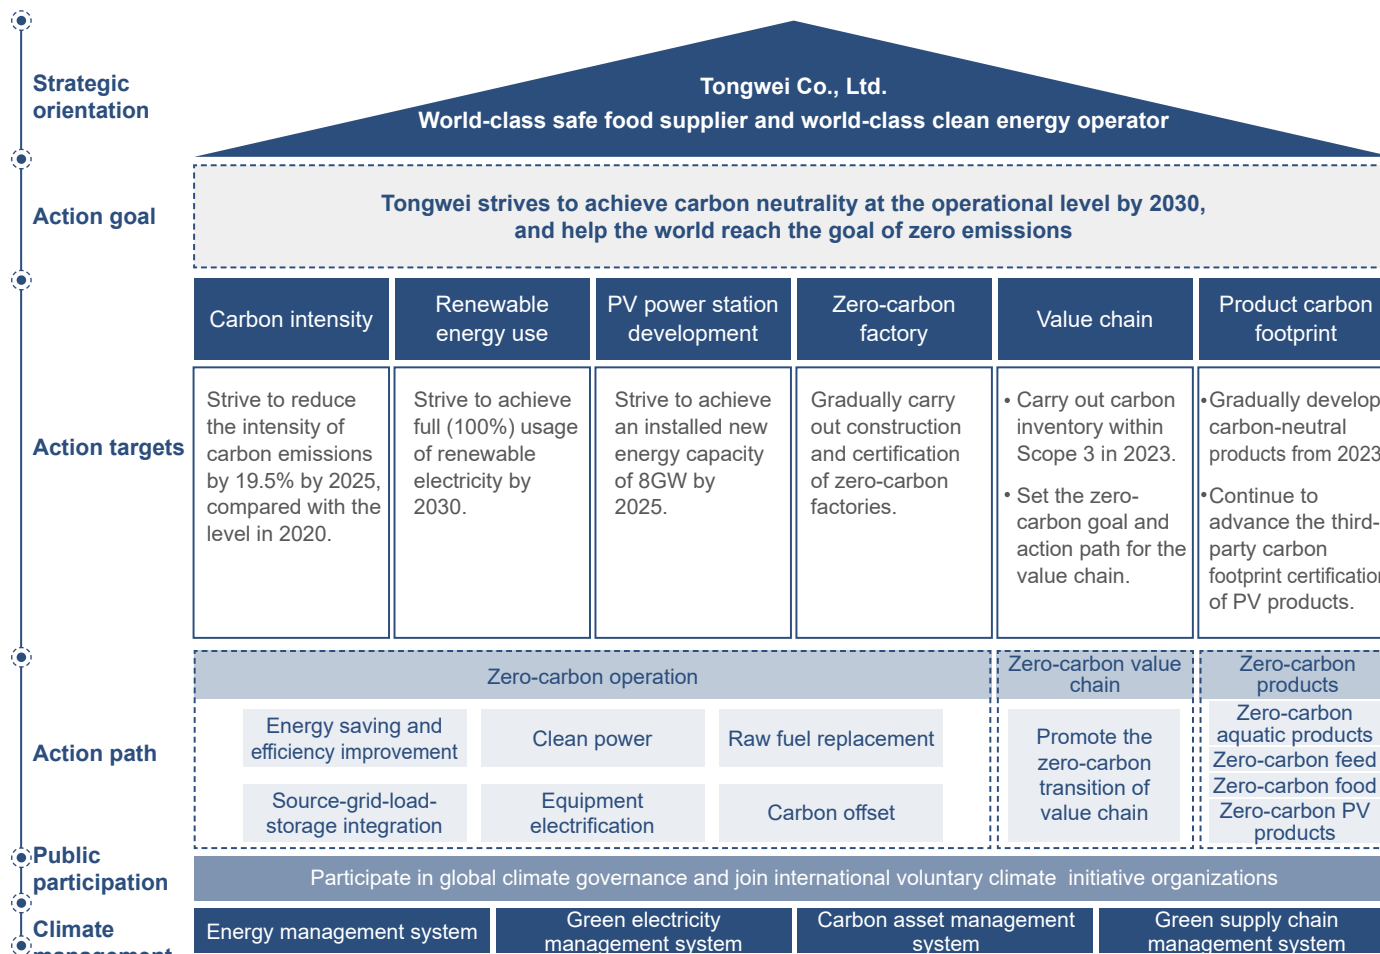 Strategic
orientation
Tongwei Co., Ltd.
World-class safe food supplier and world-class clean energy operator
Action goal
Tongwei strives to achieve carbon neutrality at the operational level by 2030,
and help the world reach the goal of zero emissions
Action targets
Carbon intensity
Strive to reduce
the intensity of
carbon emissions
by 19.5% by 2025,
compared with the
level in 2020.
Renewable
energy use
Strive to achieve
full (100%) usage
of renewable
electricity by
2030.
PV power station
development
Strive to achieve
an installed new
energy capacity
of 8GW by
2025.
Zero-carbon
factory
Gradually carry
out construction
and certification
of zero-carbon
factories.
Value chain
• Carry out carbon
inventory within
Scope 3 in 2023.
• Set the zero-
carbon goal and
action path for the
value chain.
Product carbon
footprint
•Gradually develop
carbon-neutral
products from 2023
•Continue to
advance the third-
party carbon
footprint certification
of PV products.
Action path
Zero-carbon operation
Energy saving and
efficiency improvement
Clean power
Raw fuel replacement
Source-grid-load-
storage integration
Equipment
electrification
Carbon offset
Zero-carbon value
chain
Promote the
zero-carbon
transition of
value chain
Zero-carbon
products
Zero-carbon
aquatic products
Zero-carbon feed
Zero-carbon food
Zero-carbon PV
products
Public
participation
Participate in global climate governance and join international voluntary climate initiative organizations
Climate
management
Energy management system
Green electricity
management system
Carbon asset management
system
Green supply chain
management system